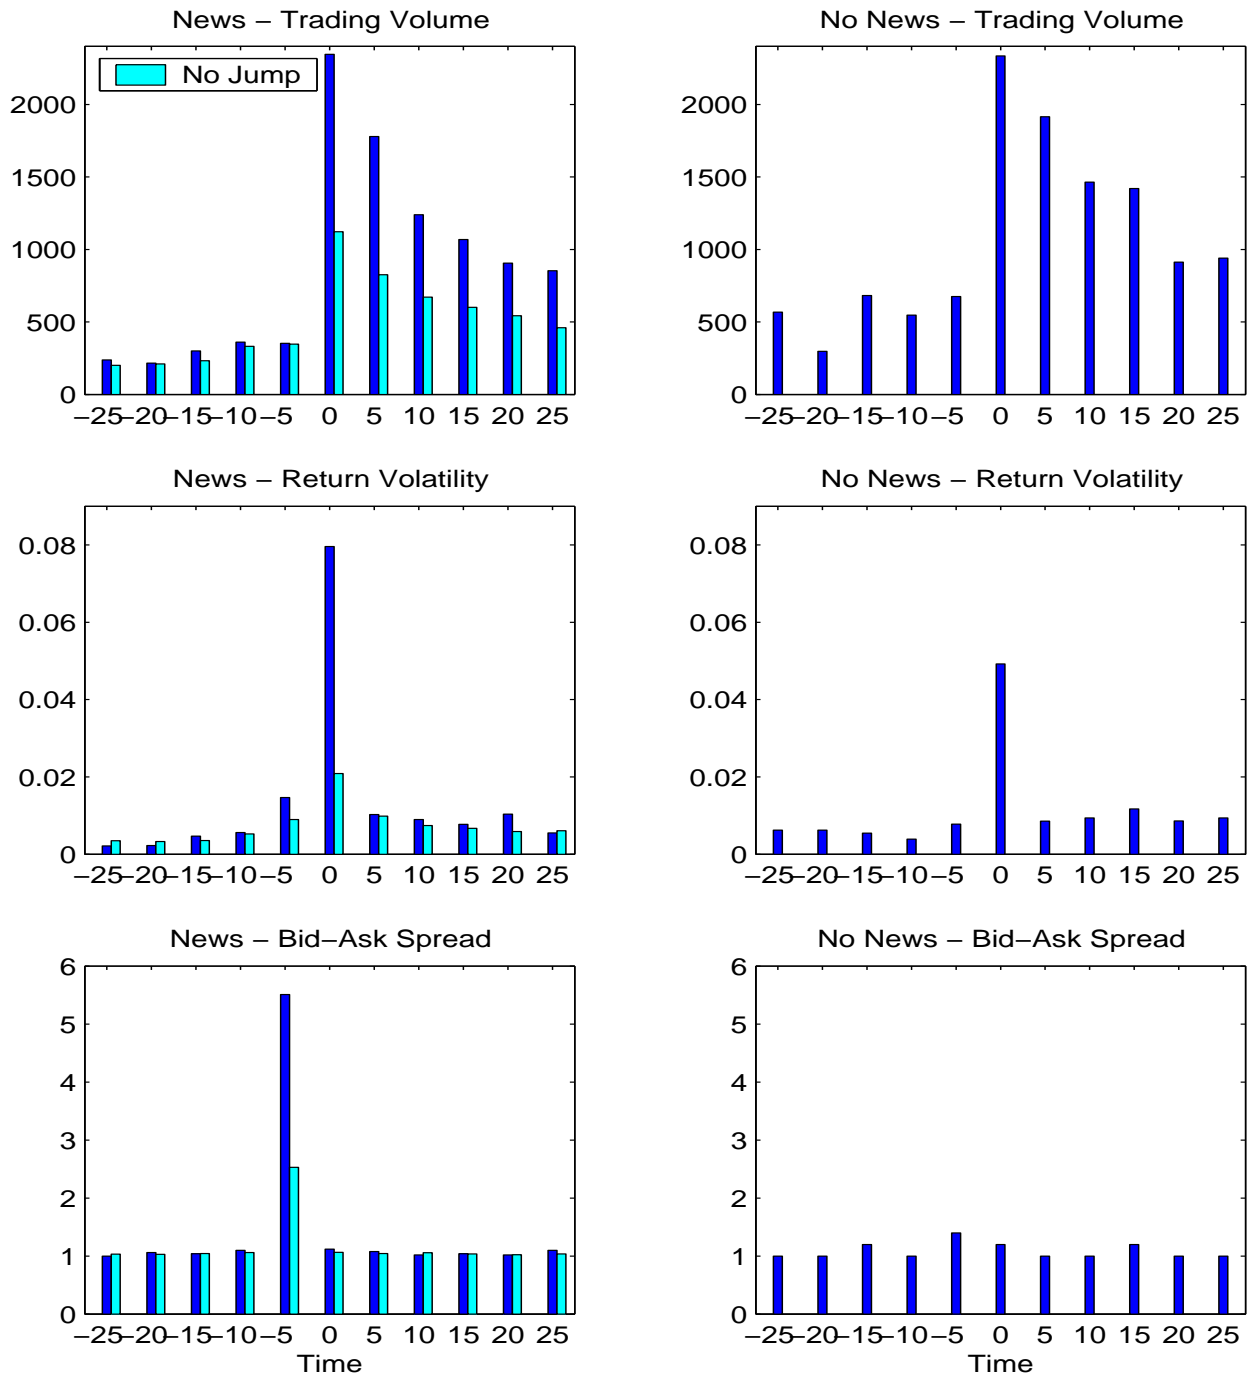 News – Trading Volume
No Jump
2000
1500
1000
500
0
–25 –20 –15 –10 –5 0 5 10 15 20 25
No News – Trading Volume
2000
1500
1000
500
0
–25 –20 –15 –10 –5 0 5 10 15 20 25
News – Return Volatility
0.08
0.06
0.04
0.02
0
–25 –20 –15 –10 –5 0 5 10 15 20 25
No News – Return Volatility
0.08
0.06
0.04
0.02
0
–25 –20 –15 –10 –5 0 5 10 15 20 25
News – Bid–Ask Spread
6
5
4
3
2
1
0
–25 –20 –15 –10 –5 0 5 10 15 20 25
Time
No News – Bid–Ask Spread
6
5
4
3
2
1
0
–25 –20 –15 –10 –5 0 5 10 15 20 25
Time